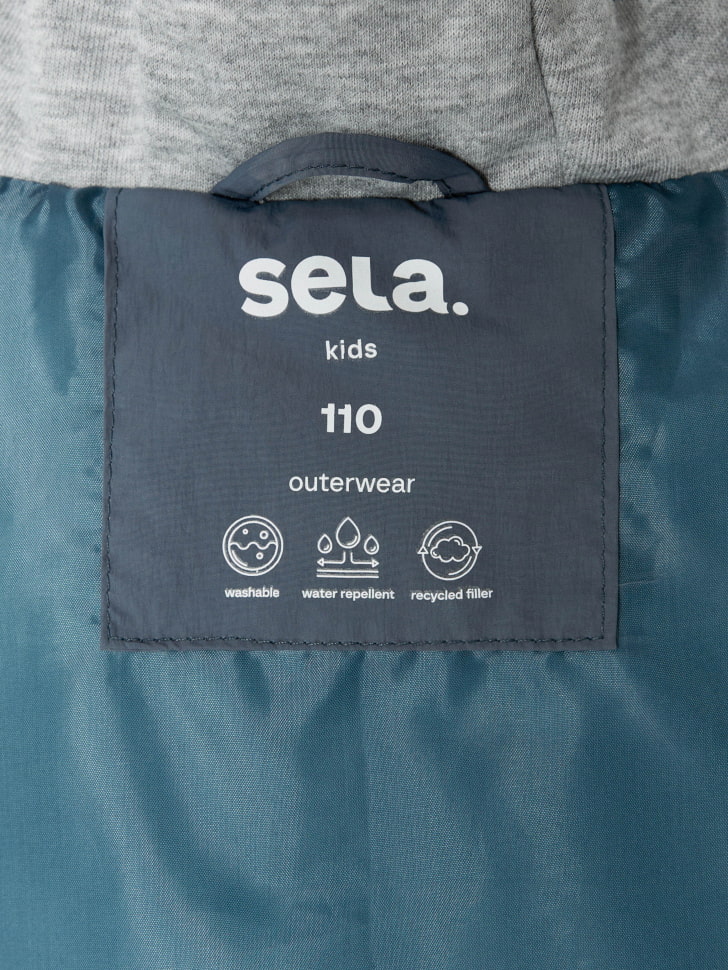 sela.
kids
110
outerwear
washable water repellent recycled filler